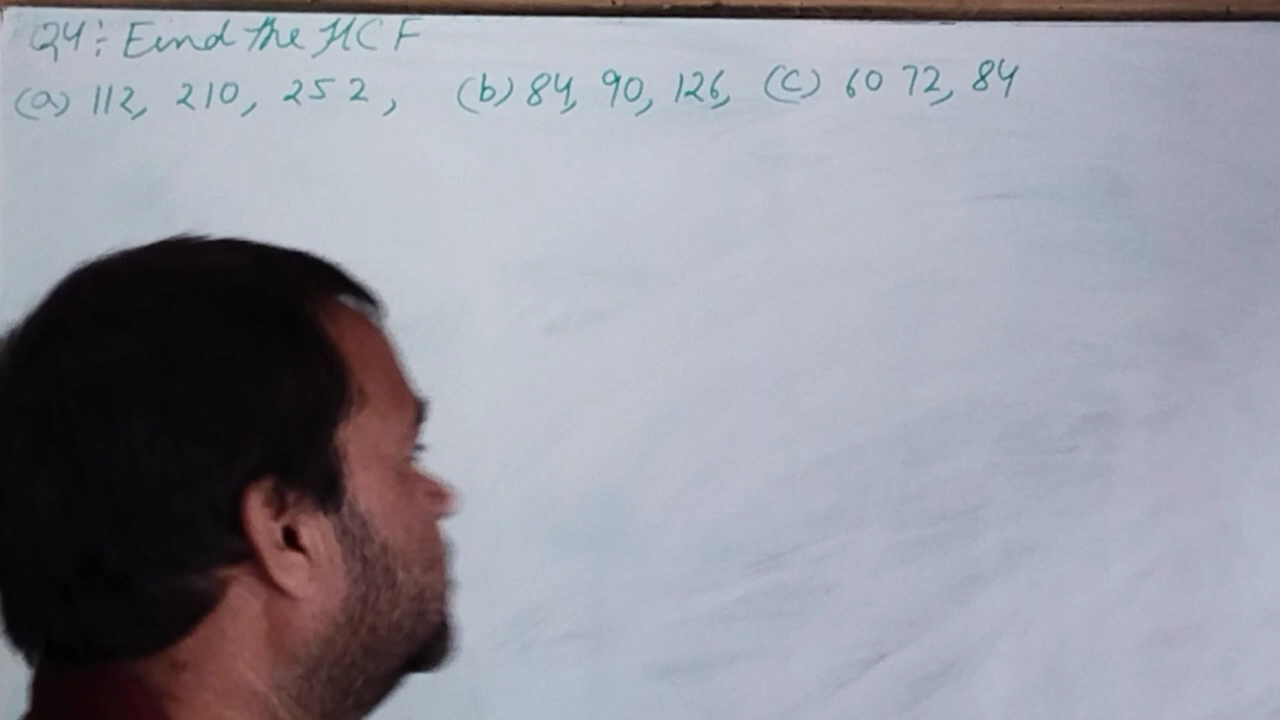 Q4: Find the HCF
(a) 112, 210, 252, (b) 84, 90, 126, (c) 60 72, 84